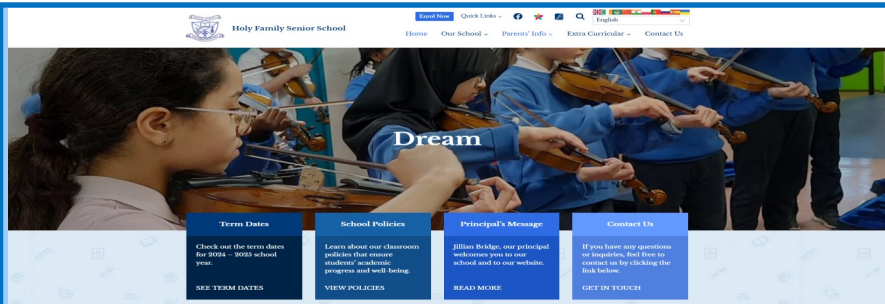 Enrol Now Quick Links
English
Holy Family Senior School
Home Our School Parents' Info Extra Curricular Contact Us
Dream
Term Dates
Check out the term dates
for 2024 – 2025 school
year.
SEE TERM DATES
School Policies
Learn about our classroom
policies that ensure
students' academic
progress and well-being.
VIEW POLICIES
Principal's Message
Jillian Bridge, our principal
welcomes you to our
school and to our website.
READ MORE
Contact Us
If you have any questions
or inquiries, feel free to
contact us by clicking the
link below.
GET IN TOUCH